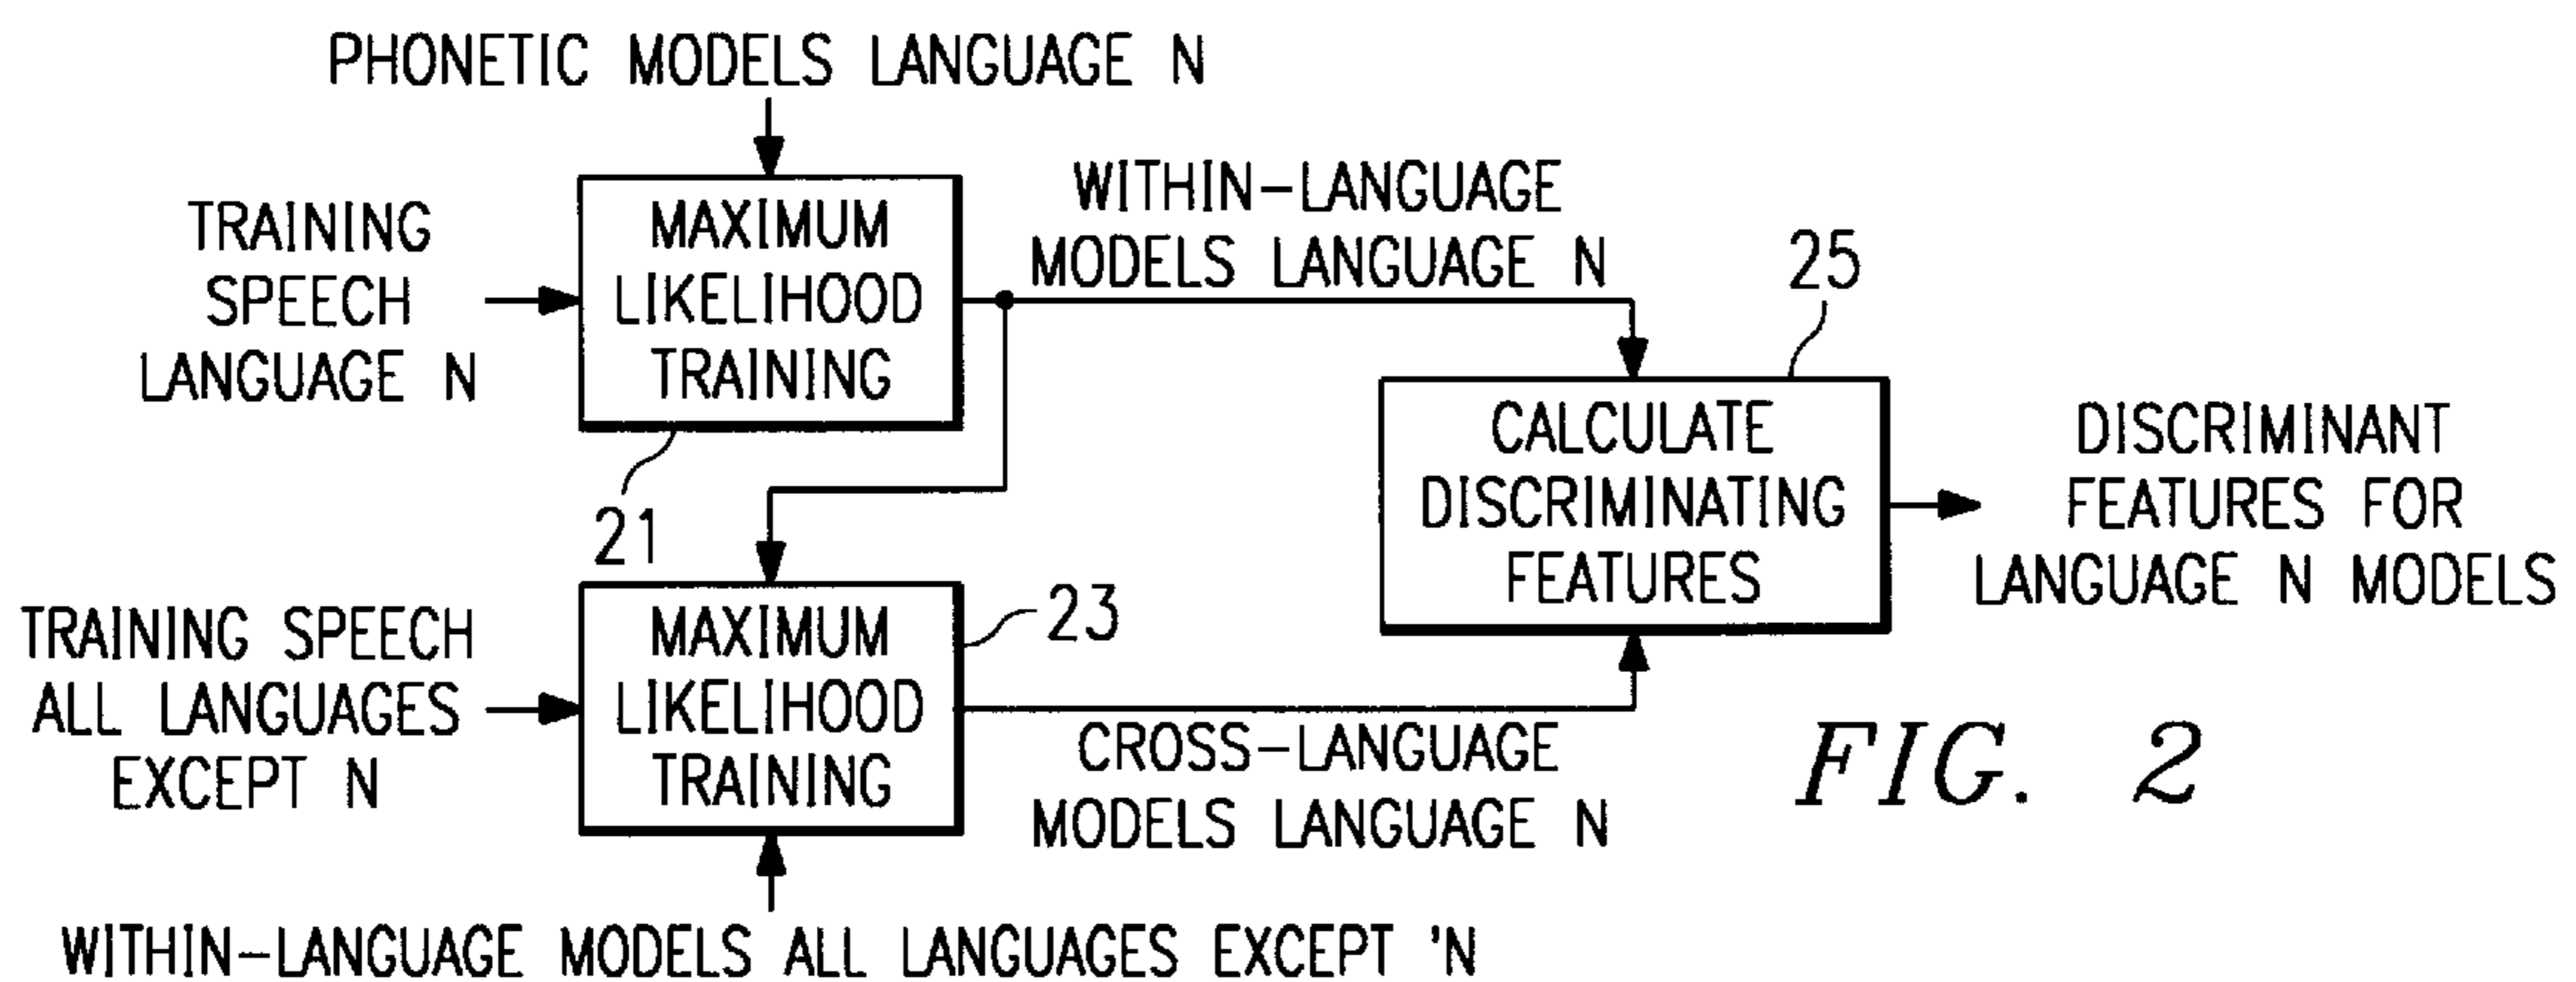 PHONETIC MODELS LANGUAGE N
TRAINING
SPEECH
LANGUAGE N
MAXIMUM
LIKELIHOOD
TRAINING
21
WITHIN-LANGUAGE
MODELS LANGUAGE N
25
CALCULATE
DISCRIMINATING
FEATURES
DISCRIMINANT
FEATURES FOR
LANGUAGE N MODELS
TRAINING SPEECH
ALL LANGUAGES
EXCEPT N
MAXIMUM
LIKELIHOOD
TRAINING
23
CROSS-LANGUAGE
MODELS LANGUAGE N
WITHIN-LANGUAGE MODELS ALL LANGUAGES EXCEPT 'N
FIG. 2